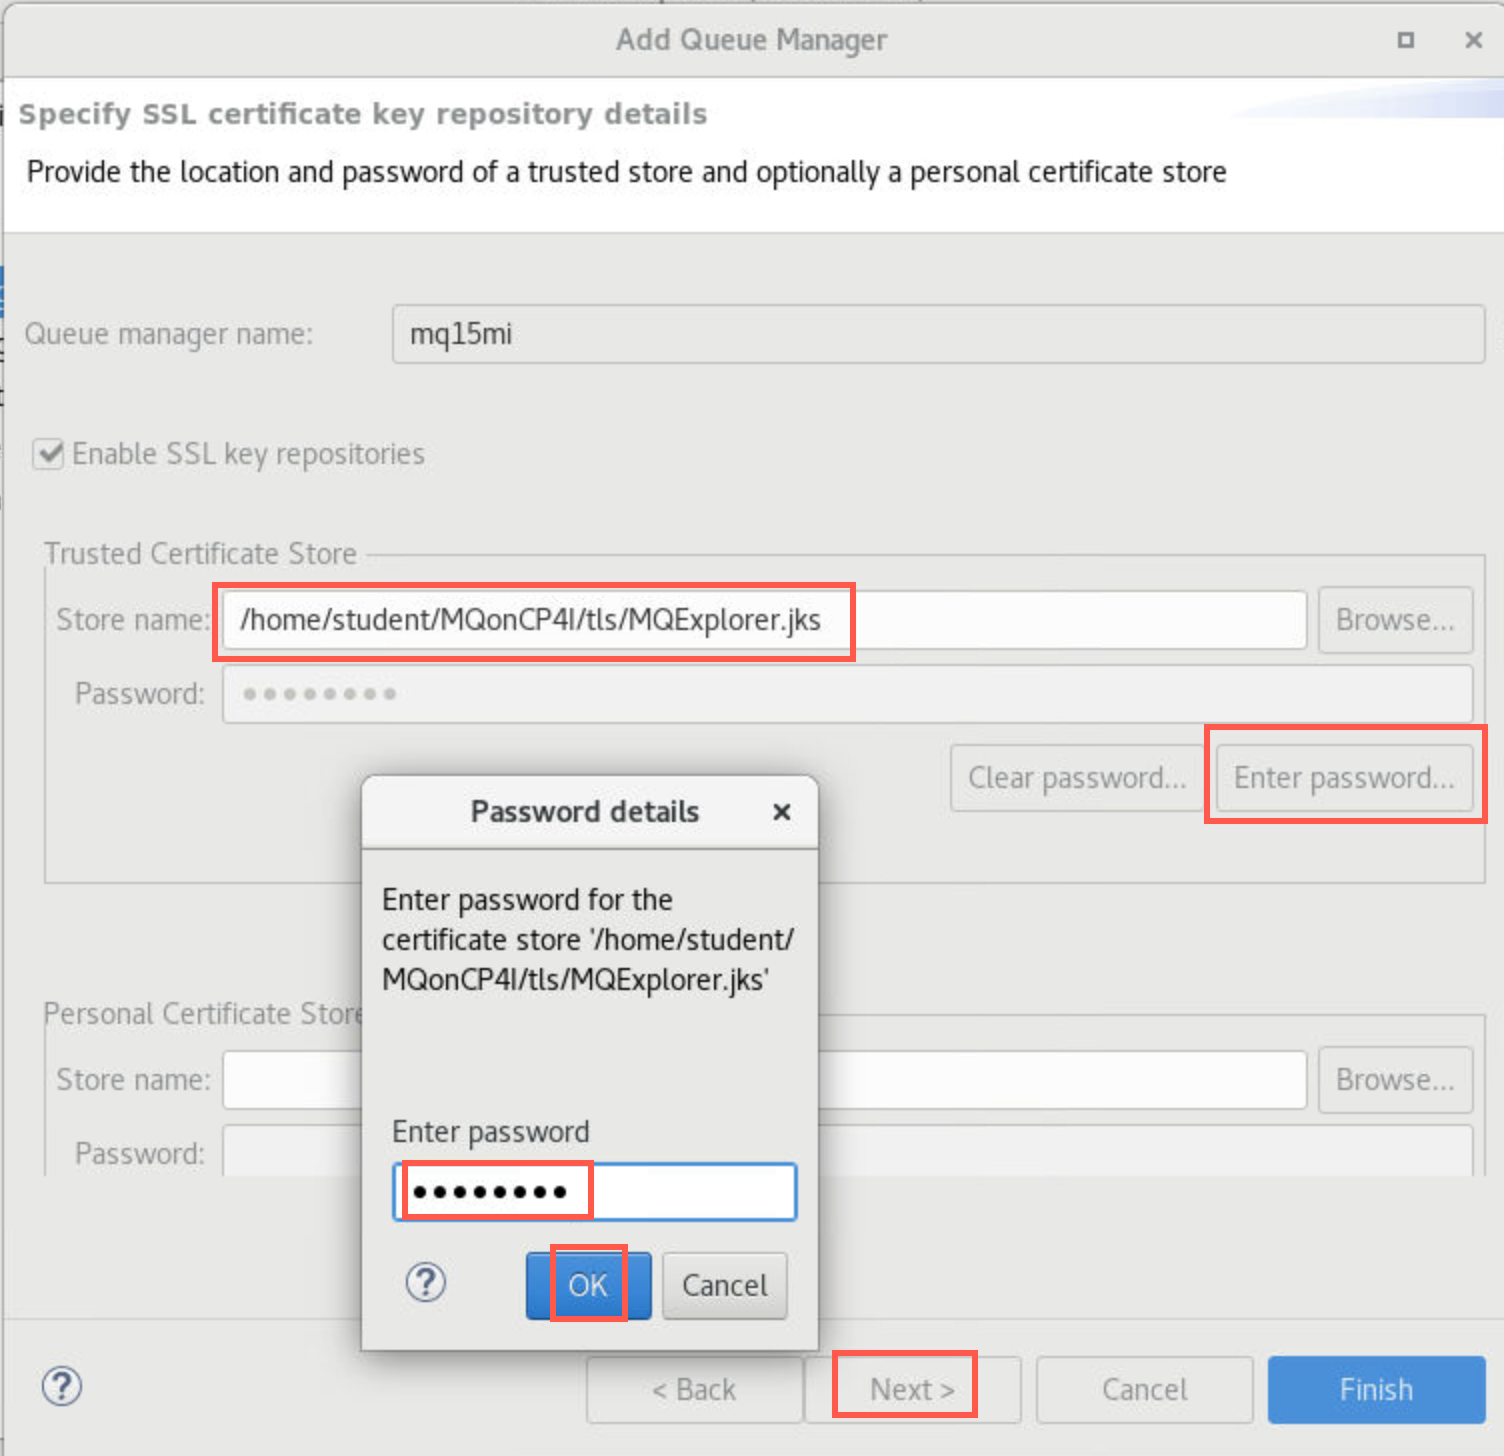 Add Queue Manager
Specify SSL certificate key repository details
Provide the location and password of a trusted store and optionally a personal certificate store
Queue manager name: mq15mi
Enable SSL key repositories
Trusted Certificate Store
Store name: /home/student/MQonCP4I/tls/MQExplorer.jks Browse...
Password: ●●●●●●●●
Clear password... Enter password...
Password details
Enter password for the
certificate store '/home/student/
MQonCP4I/tls/MQExplorer.jks'
Personal Certificate Store
Store name: Browse...
Enter password
Password:
●●●●●●●●
? OK Cancel
? < Back Next > Cancel Finish